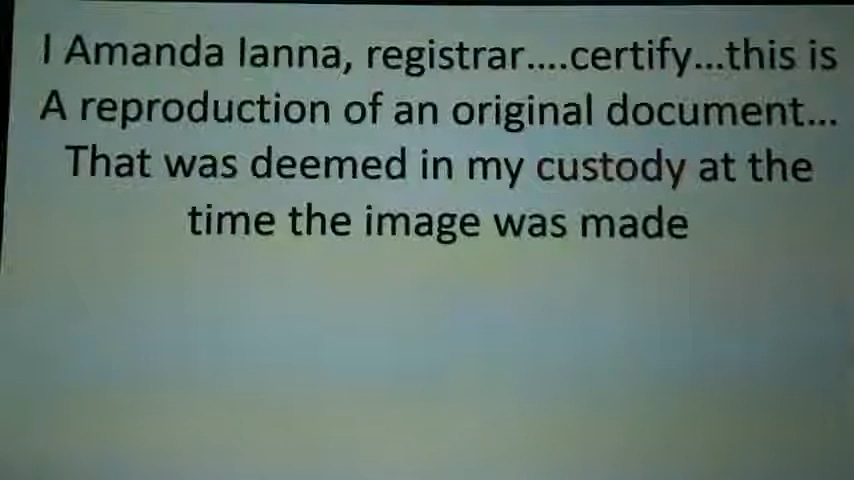 I Amanda Ianna, registrar....certify...this is
A reproduction of an original document...
That was deemed in my custody at the
time the image was made